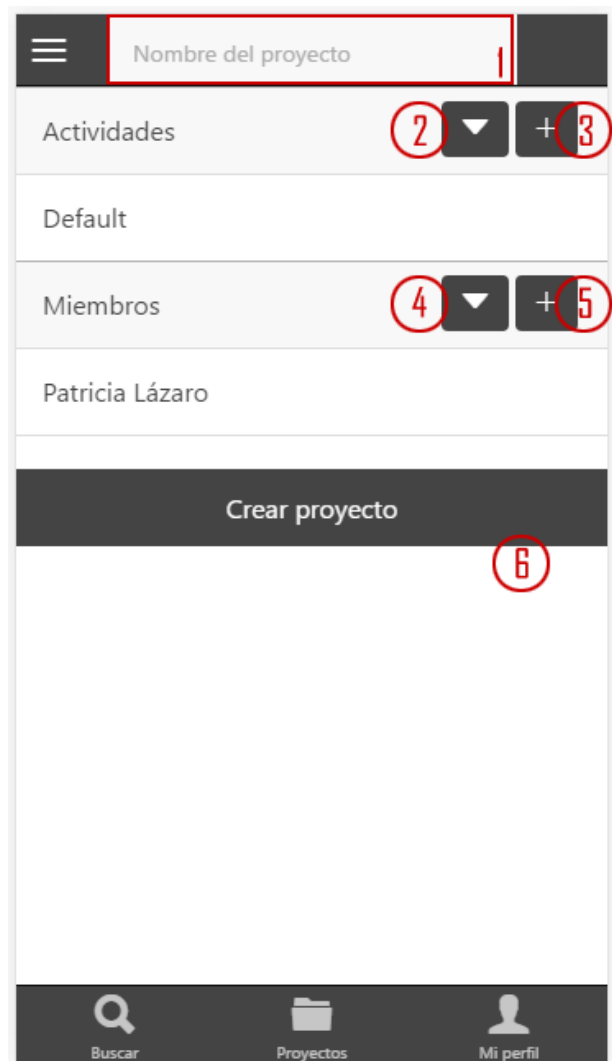 Nombre del proyecto 1
Actividades 2 + 3
Default
Miembros 4 + 5
Patricia Lázaro
Crear proyecto
6
Buscar Proyectos Mi perfil